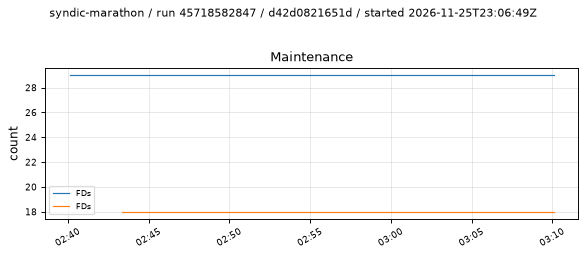 syndic-marathon / run 45718582847 / d42d0821651d / started 2026-11-25T23:06:49Z
Maintenance
count
28
26
24
22
20
18
FDs
FDs
02:40
02:45
02:50
02:55
03:00
03:05
03:10